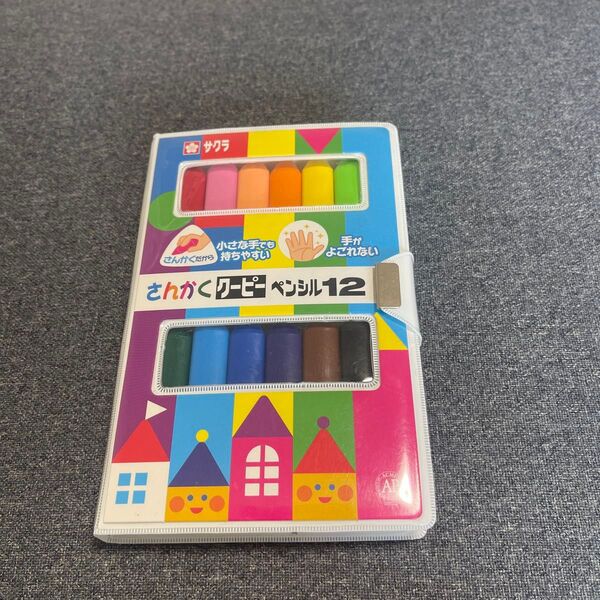 サクラ
さんかくだから
小さな手でも
持ちやすい
手が
よごれない
さんかくクーピーペンシル12